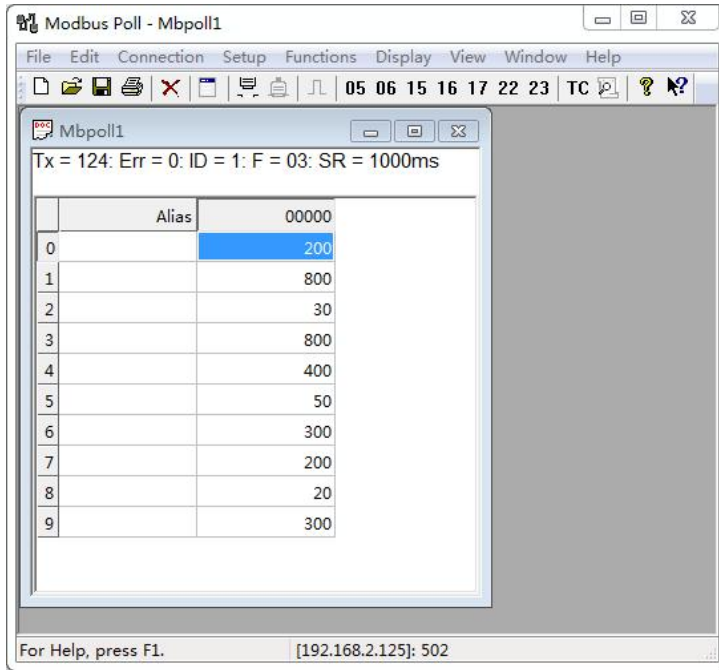 Modbus Poll - Mbpoll1
File Edit Connection Setup Functions Display View Window Help
05 06 15 16 17 22 23 TC
Mbpoll1
Tx = 124: Err = 0: ID = 1: F = 03: SR = 1000ms
Alias 00000
0 200
1 800
2 30
3 800
4 400
5 50
6 300
7 200
8 20
9 300
For Help, press F1. [192.168.2.125]: 502